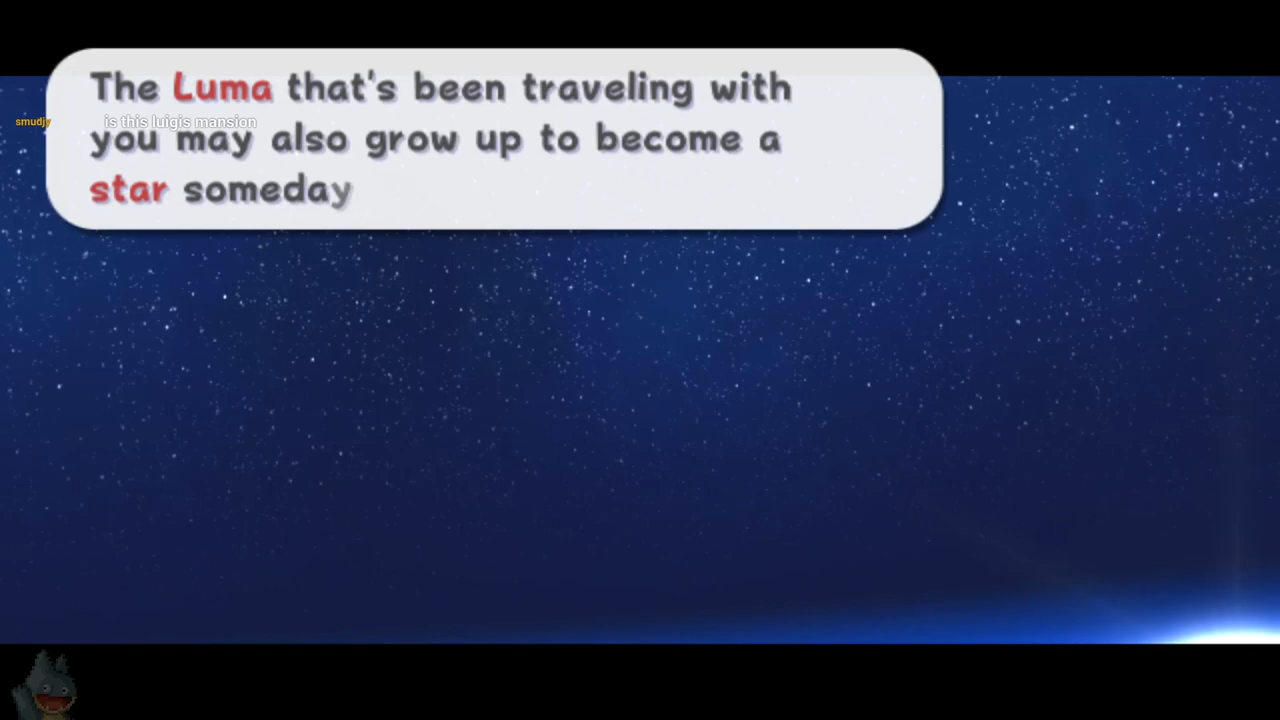 The Luma that's been traveling with
smudjy is this luigis mansion
you may also grow up to become a
star someday